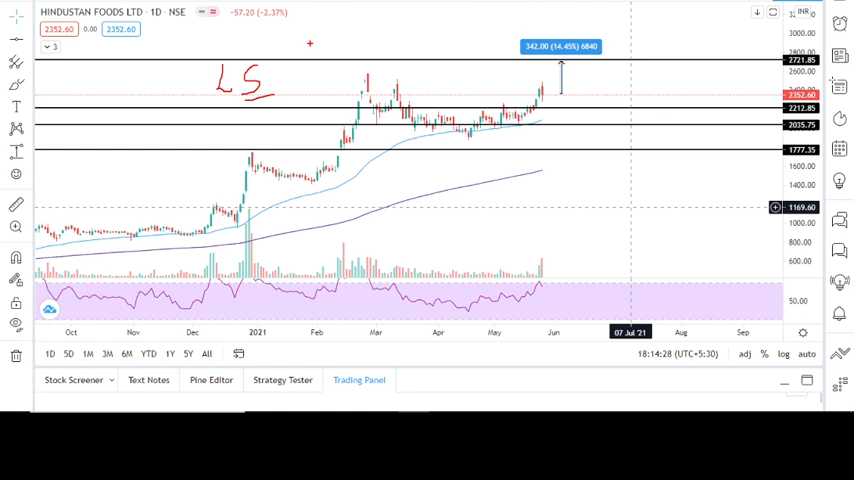 HINDUSTAN FOODS LTD · 1D · NSE −57.20 (−2.37%) INR
2352.60 0.00 2352.60
3
LS
342.00 (14.45%) 6840
3000.00
2800.00
2721.85
2600.00
2352.60
2212.85
2035.75
1777.35
1600.00
1400.00
1169.60
1000.00
800.00
600.00
50.00
Oct Nov Dec 2021 Feb Mar Apr May Jun 07 Jul '21 Aug Sep
1D 5D 1M 3M 6M YTD 1Y 5Y All 18:14:28 (UTC+5:30) adj % log auto
Stock Screener Text Notes Pine Editor Strategy Tester Trading Panel